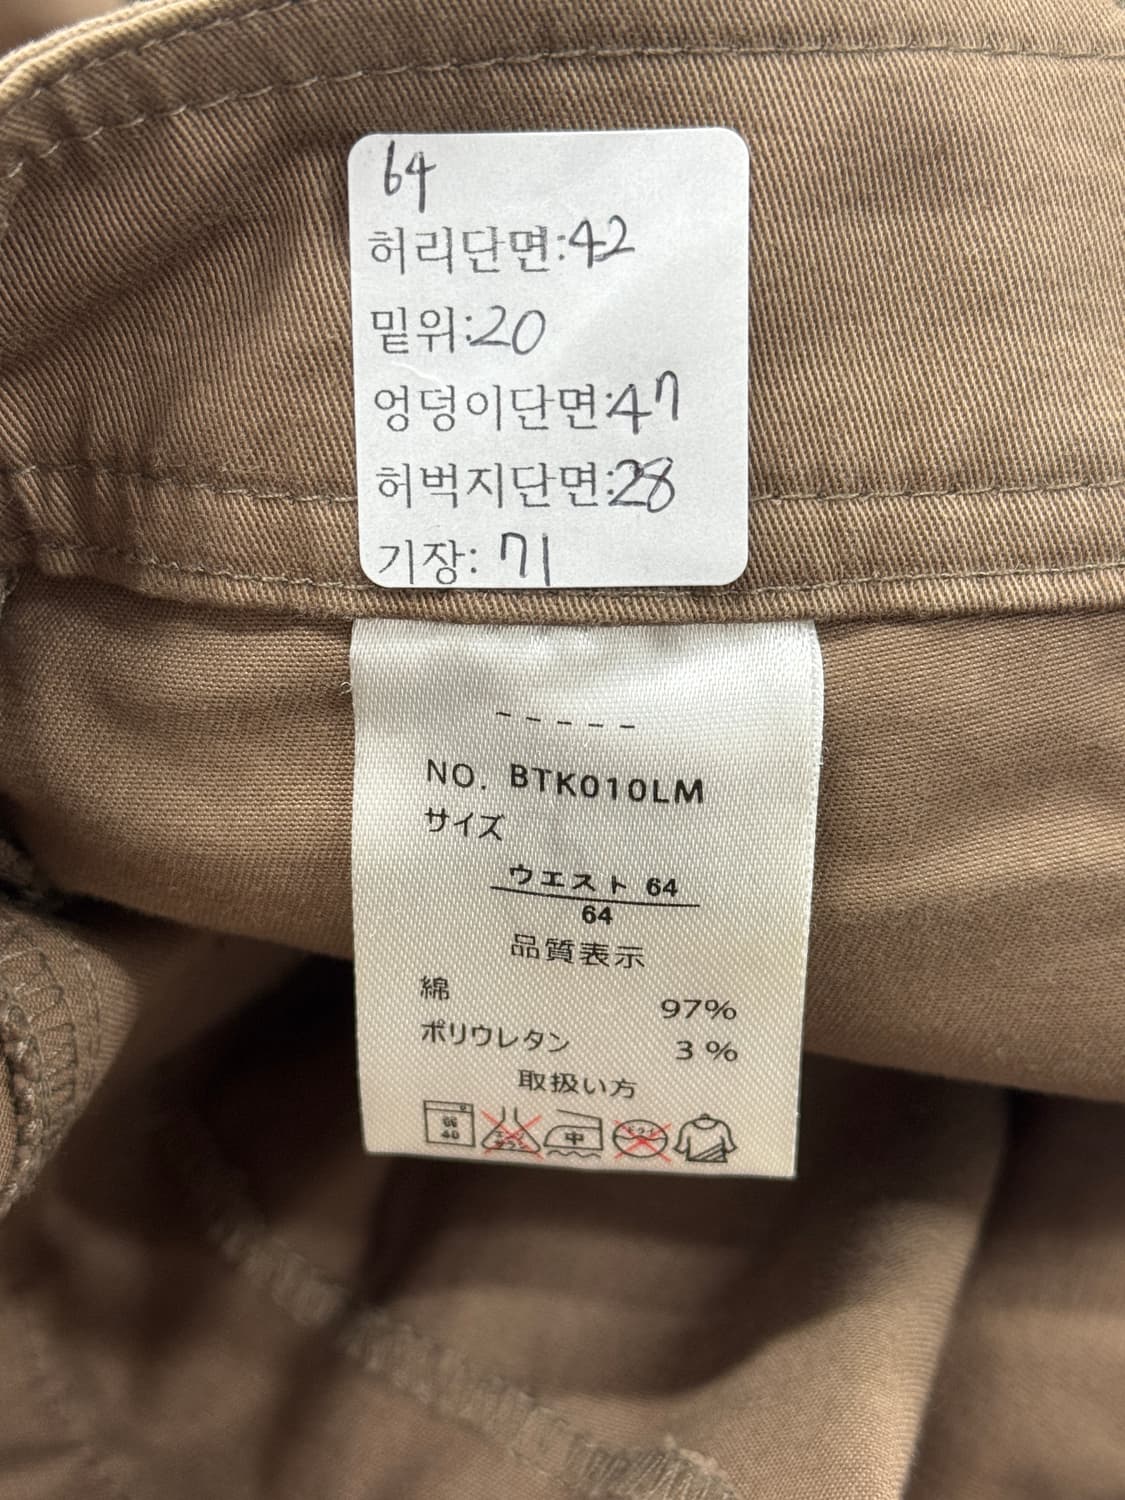 64
허리단면:42
밑위:20
엉덩이단면:47
허벅지단면:28
기장: 71
-----
NO. BTK010LM
サイズ
ウエスト 64
64
品質表示
綿 97%
ポリウレタン 3%
取扱い方
40 中